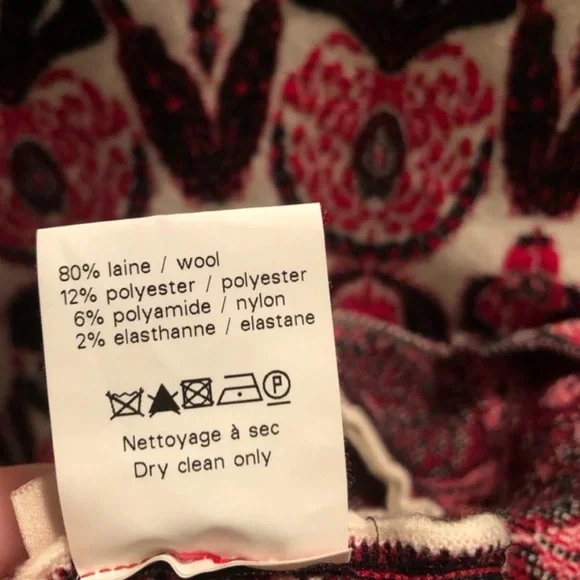 80% laine / wool
12% polyester / polyester
6% polyamide / nylon
2% elasthanne / elastane
P
Nettoyage à sec
Dry clean only